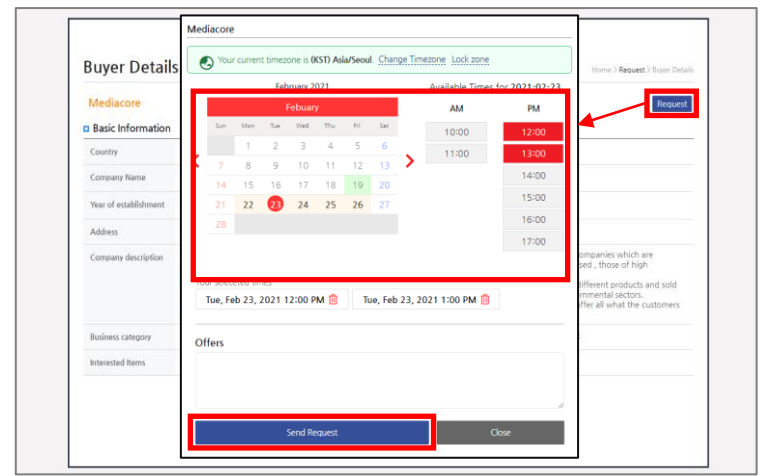 Mediacore
Your current timezone is (KST) Asia/Seoul. Change Timezone Lock zone
Buyer Details
Home > Request > Buyer Details
February 2021
Available Times for 2021-02-23
Mediacore
Request
Febuary
AM PM
Sun Mon Tue Wed Thu Fri Sat
Basic Information
10:00 12:00
1 2 3 4 5 6
Country
11:00 13:00
7 8 9 10 11 12 13
Company Name
14:00
14 15 16 17 18 19 20
Year of establishment
15:00
21 22 23 24 25 26 27
Address
16:00
28
17:00
Company description
ompanies which are
sed , those of high
Your seleceted times
different products and sold
Tue, Feb 23, 2021 12:00 PM Tue, Feb 23, 2021 1:00 PM
rnmental sectors.
ffer all what the customers
Business category
Offers
Interested Items
Send Request
Close